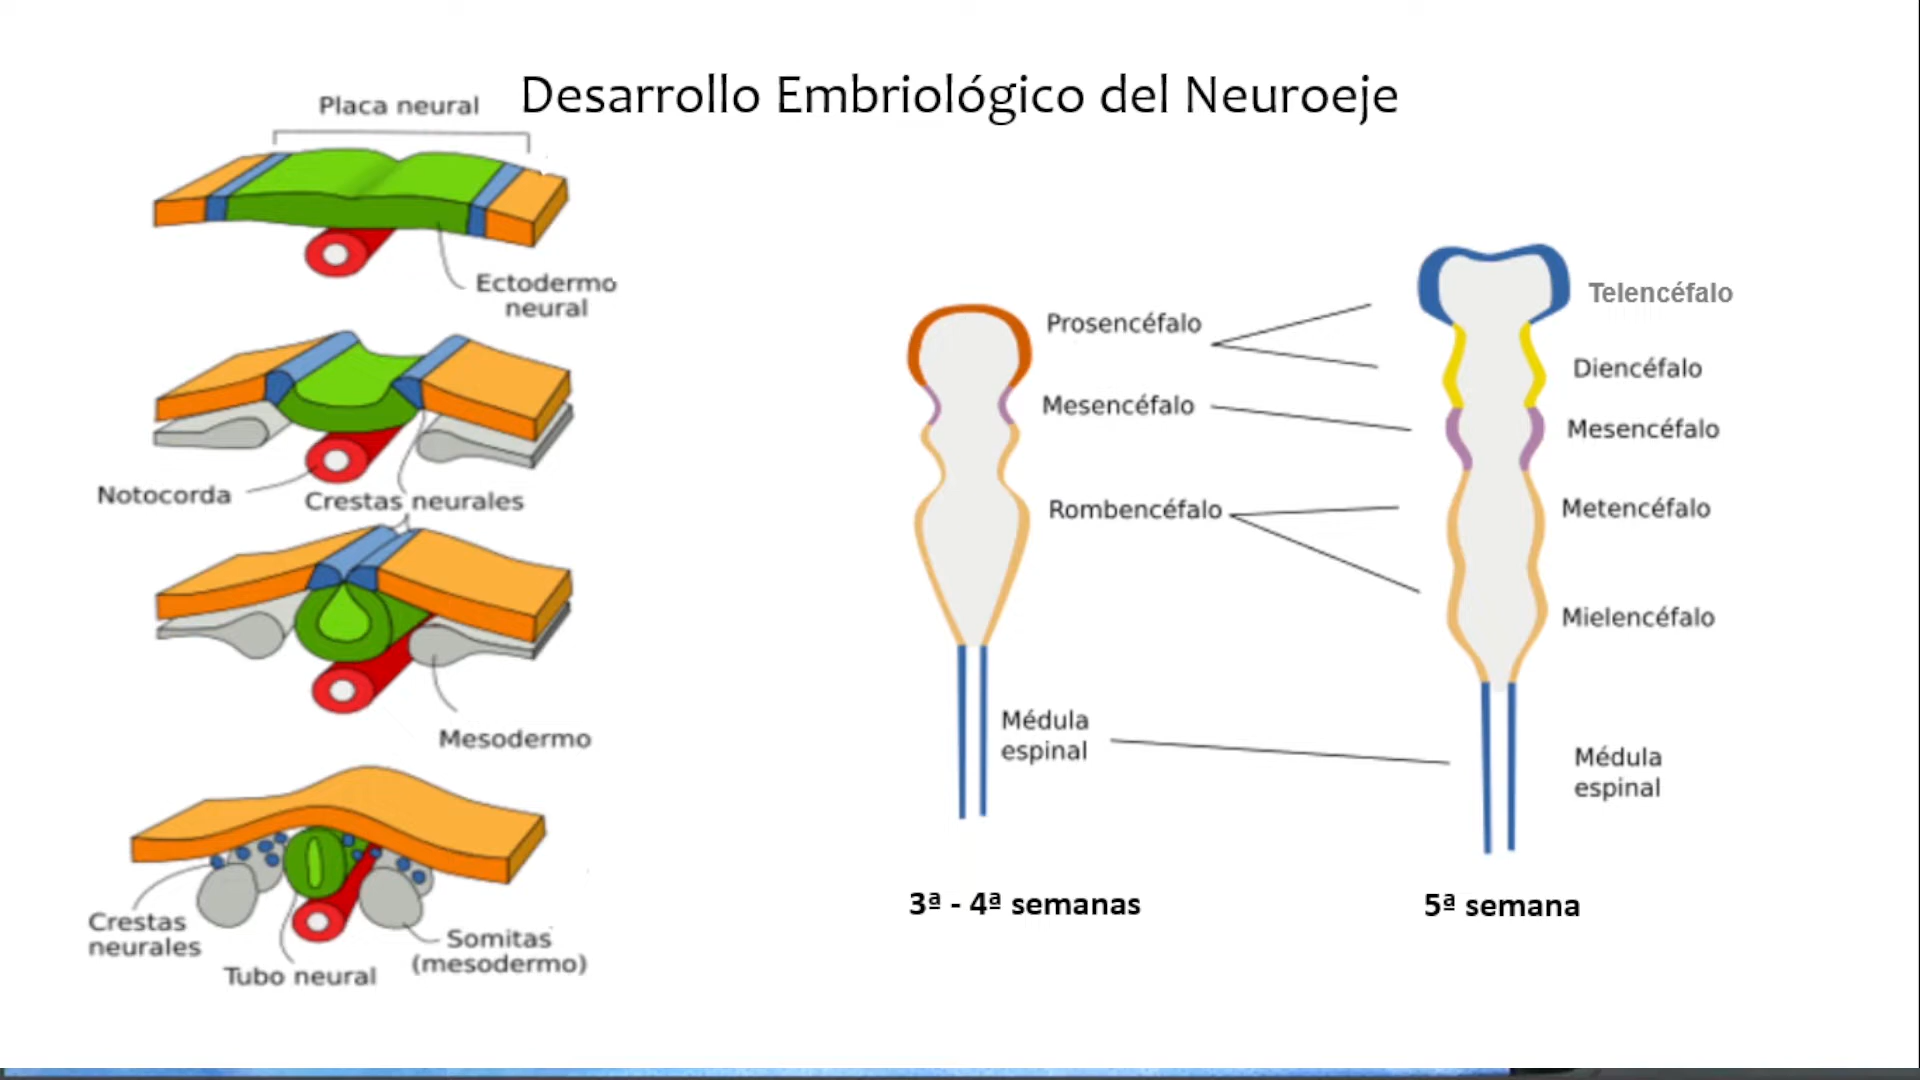 Desarrollo Embriológico del Neuroeje
Placa neural
Ectodermo
neural
Notocorda
Crestas neurales
Mesodermo
Crestas
neurales
Tubo neural
Somitas
(mesodermo)
Prosencéfalo
Mesencéfalo
Rombencéfalo
Médula
espinal
3ª - 4ª semanas
Telencéfalo
Diencéfalo
Mesencéfalo
Metencéfalo
Mielencéfalo
Médula
espinal
5ª semana